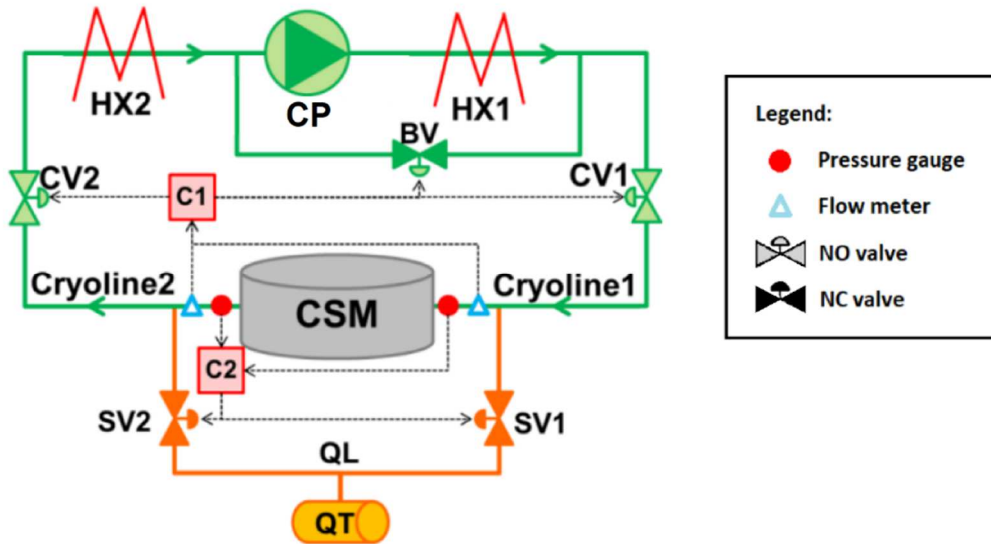 HX2
CP
HX1
BV
CV2
C1
CV1
Cryoline2
CSM
Cryoline1
C2
SV2
SV1
QL
QT
Legend:
Pressure gauge
Flow meter
NO valve
NC valve